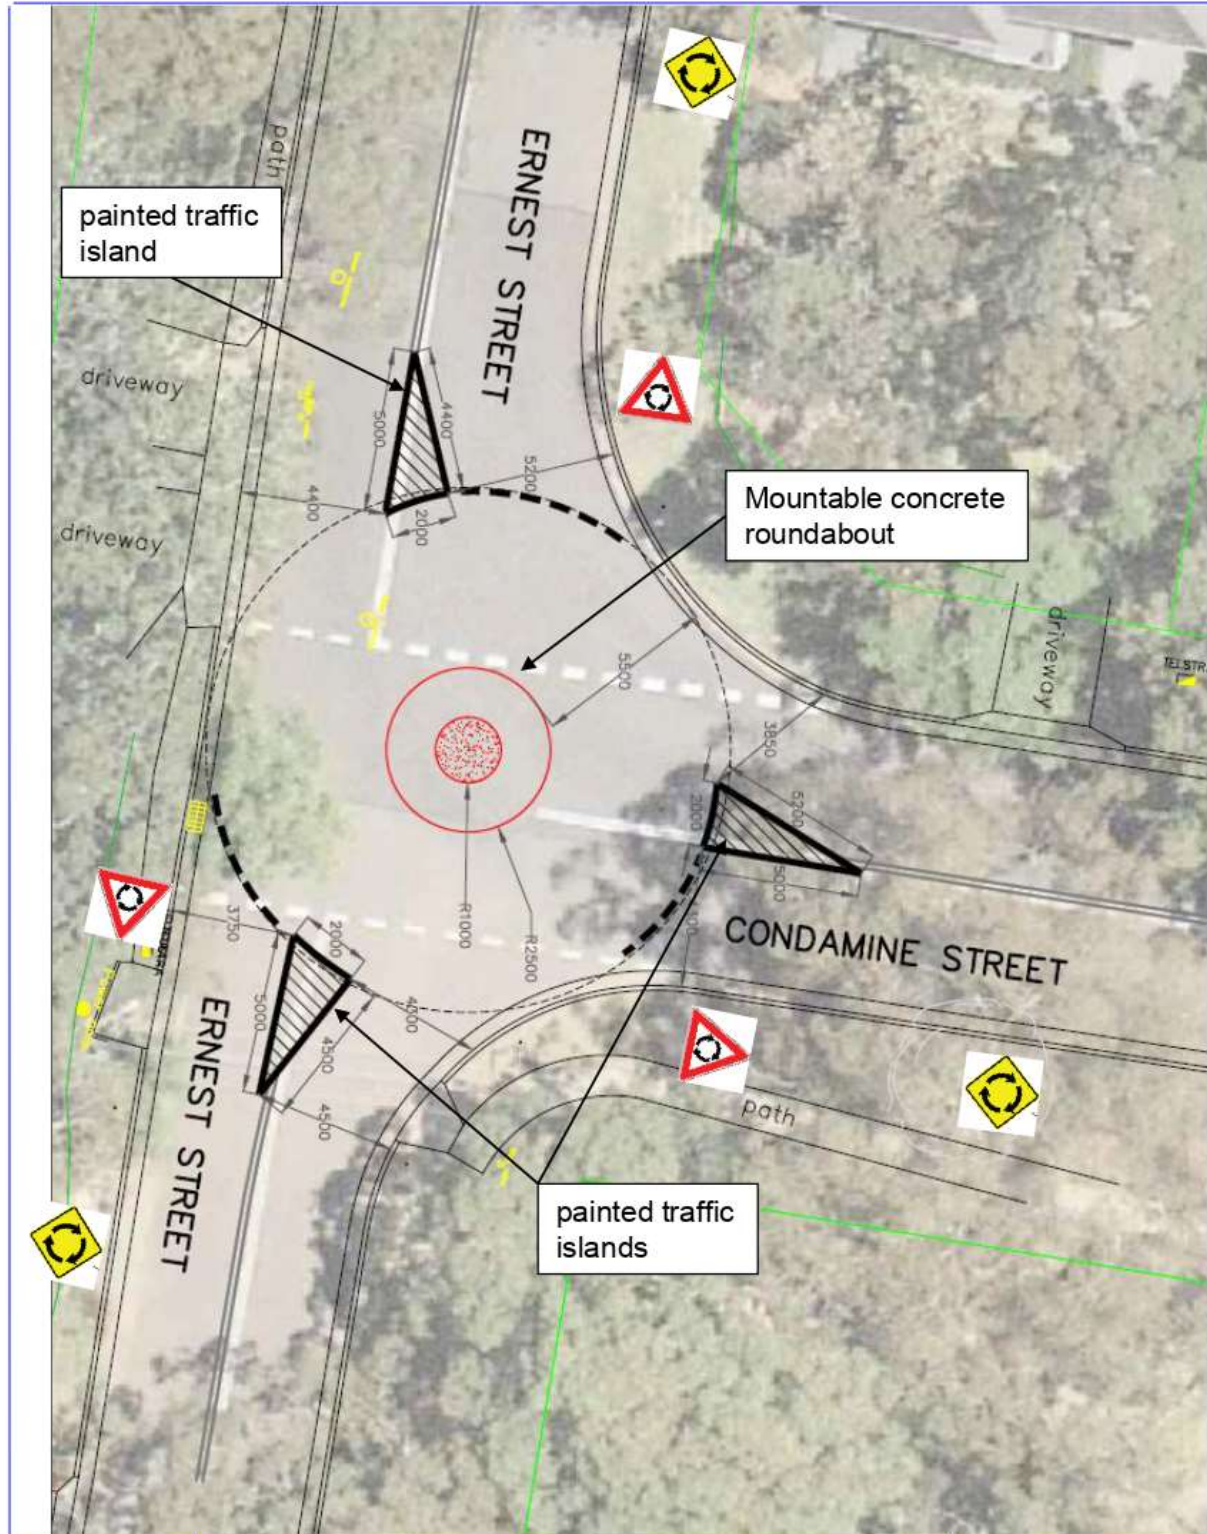 path
ERNEST STREET
painted traffic
island
driveway
5000
4400
5200
4400
2000
Mountable concrete
roundabout
driveway
driveway
5500
3850
5200
2000
5000
R1000
R2500
3750
2000
CONDAMINE STREET
5000
4000
4500
4500
ERNEST STREET
path
painted traffic
islands